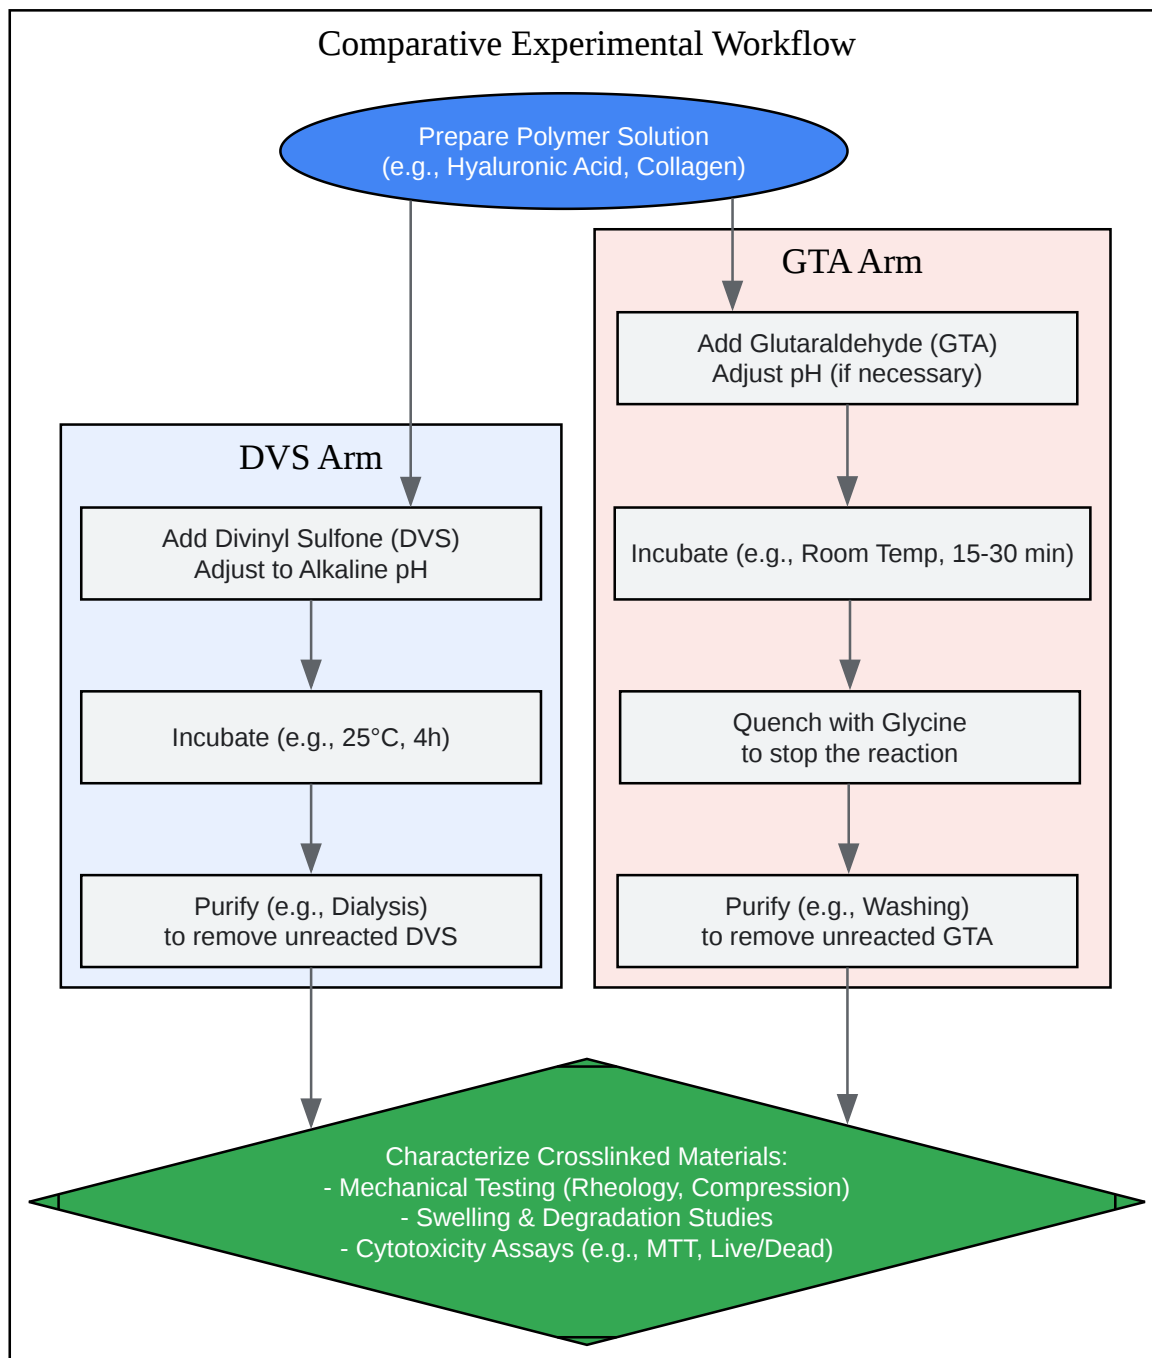 Comparative Experimental Workflow
Prepare Polymer Solution
(e.g., Hyaluronic Acid, Collagen)
GTA Arm
Add Glutaraldehyde (GTA)
Adjust pH (if necessary)
Incubate (e.g., Room Temp, 15-30 min)
Quench with Glycine
to stop the reaction
Purify (e.g., Washing)
to remove unreacted GTA
DVS Arm
Add Divinyl Sulfone (DVS)
Adjust to Alkaline pH
Incubate (e.g., 25°C, 4h)
Purify (e.g., Dialysis)
to remove unreacted DVS
Characterize Crosslinked Materials:
- Mechanical Testing (Rheology, Compression)
- Swelling & Degradation Studies
- Cytotoxicity Assays (e.g., MTT, Live/Dead)